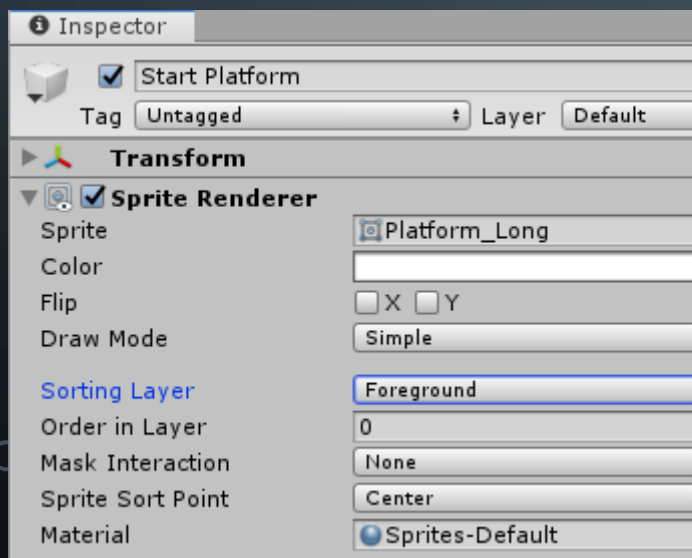 Inspector
Start Platform
Tag Untagged Layer Default
Transform
Sprite Renderer
Sprite Platform_Long
Color
Flip X Y
Draw Mode Simple
Sorting Layer Foreground
Order in Layer 0
Mask Interaction None
Sprite Sort Point Center
Material Sprites-Default